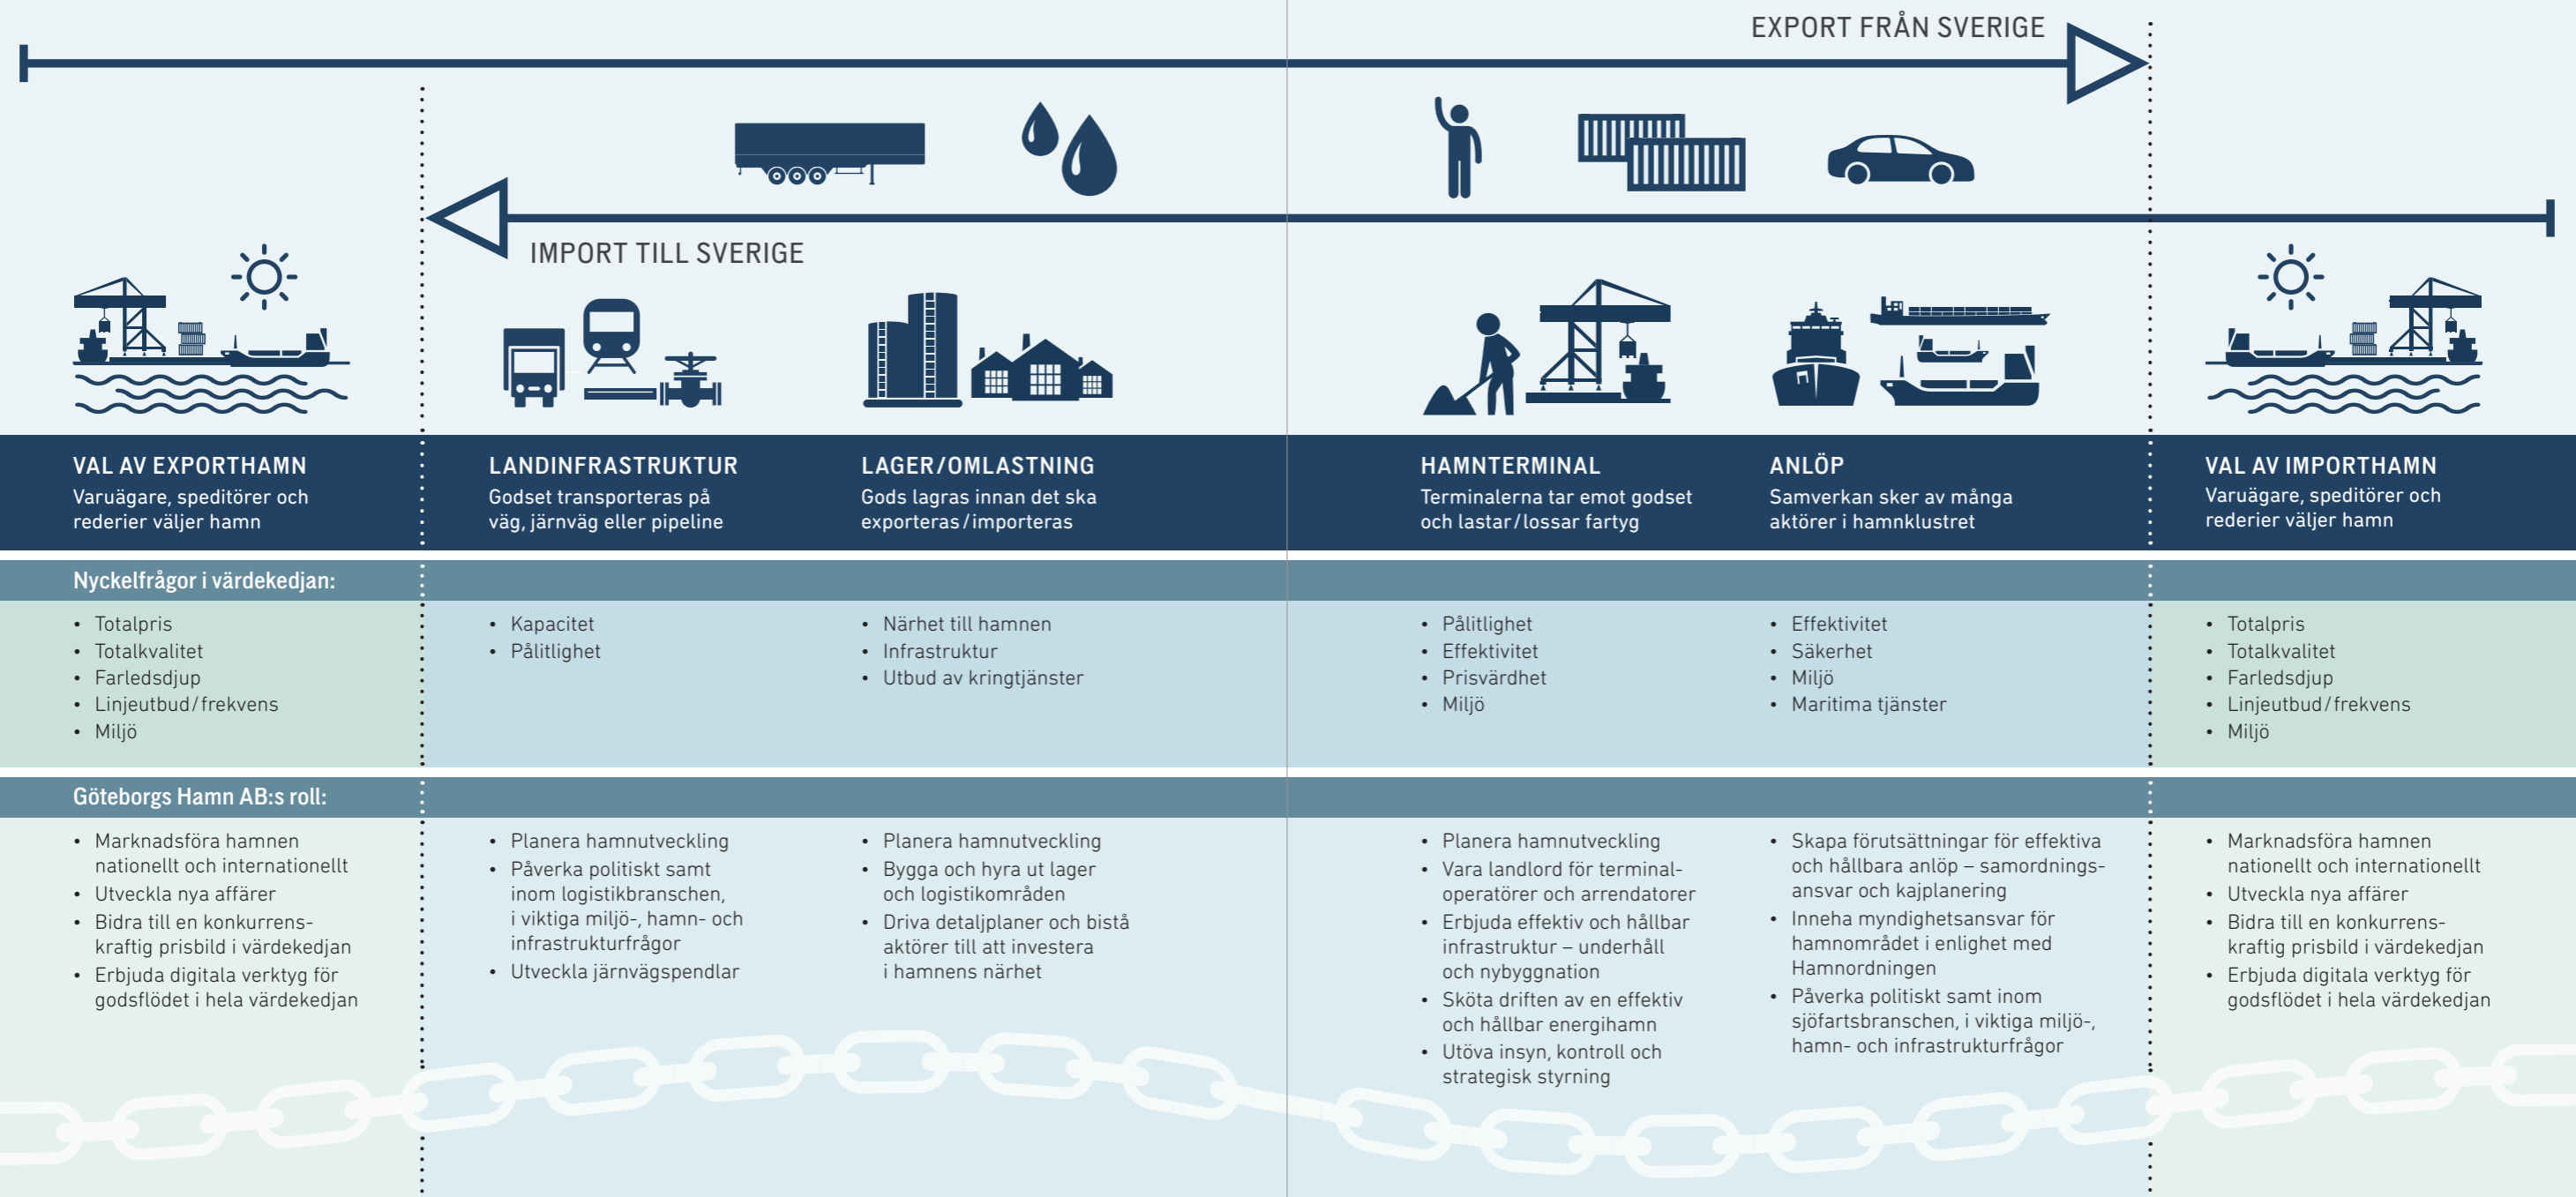 EXPORT FRÅN SVERIGE
IMPORT TILL SVERIGE
VAL AV EXPORTHAMN
Varuägare, speditörer och
rederier väljer hamn
LANDINFRASTRUKTUR
Godset transporteras på
väg, järnväg eller pipeline
LAGER/OMLASTNING
Gods lagras innan det ska
exporteras/importeras
HAMNTERMINAL
Terminalerna tar emot godset
och lastar/lossar fartyg
ANLÖP
Samverkan sker av många
aktörer i hamnklustret
VAL AV IMPORTHAMN
Varuägare, speditörer och
rederier väljer hamn
Nyckelfrågor i värdekedjan:
• Totalpris
• Totalkvalitet
• Farledsdjup
• Linjeutbud/frekvens
• Miljö
• Kapacitet
• Pålitlighet
• Närhet till hamnen
• Infrastruktur
• Utbud av kringtjänster
• Pålitlighet
• Effektivitet
• Prisvärdhet
• Miljö
• Effektivitet
• Säkerhet
• Miljö
• Maritima tjänster
• Totalpris
• Totalkvalitet
• Farledsdjup
• Linjeutbud/frekvens
• Miljö
Göteborgs Hamn AB:s roll:
• Marknadsföra hamnen
nationellt och internationellt
• Utveckla nya affärer
• Bidra till en konkurrens-
kraftig prisbild i värdekedjan
• Erbjuda digitala verktyg för
godsflödet i hela värdekedjan
• Planera hamnutveckling
• Påverka politiskt samt
inom logistikbranschen,
i viktiga miljö-, hamn- och
infrastrukturfrågor
• Utveckla järnvägspendlar
• Planera hamnutveckling
• Bygga och hyra ut lager
och logistikområden
• Driva detaljplaner och bistå
aktörer till att investera
i hamnens närhet
• Planera hamnutveckling
• Vara landlord för terminal-
operatörer och arrendatorer
• Erbjuda effektiv och hållbar
infrastruktur – underhåll
och nybyggnation
• Sköta driften av en effektiv
och hållbar energihamn
• Utöva insyn, kontroll och
strategisk styrning
• Skapa förutsättningar för effektiva
och hållbara anlöp – samordnings-
ansvar och kajplanering
• Inneha myndighetsansvar för
hamnområdet i enlighet med
Hamnordningen
• Påverka politiskt samt inom
sjöfartsbranschen, i viktiga miljö-,
hamn- och infrastrukturfrågor
• Marknadsföra hamnen
nationellt och internationellt
• Utveckla nya affärer
• Bidra till en konkurrens-
kraftig prisbild i värdekedjan
• Erbjuda digitala verktyg för
godsflödet i hela värdekedjan